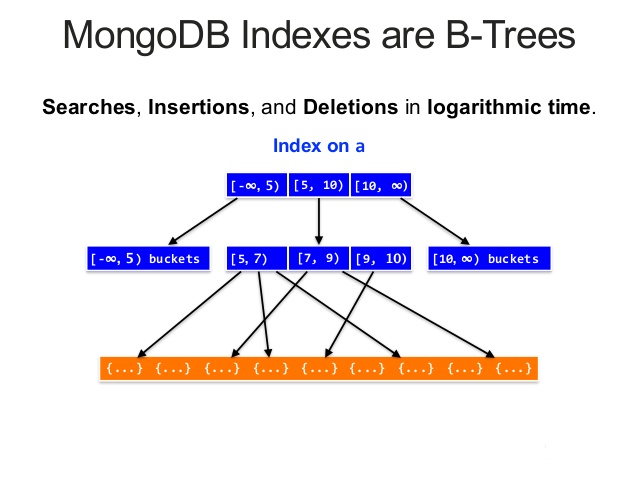 MongoDB Indexes are B-Trees
Searches, Insertions, and Deletions in logarithmic time.
Index on a
[-∞, 5) [5, 10) [10, ∞)
[-∞, 5) buckets [5, 7) [7, 9) [9, 10) [10, ∞) buckets
{...} {...} {...} {...} {...} {...} {...} {...} {...}